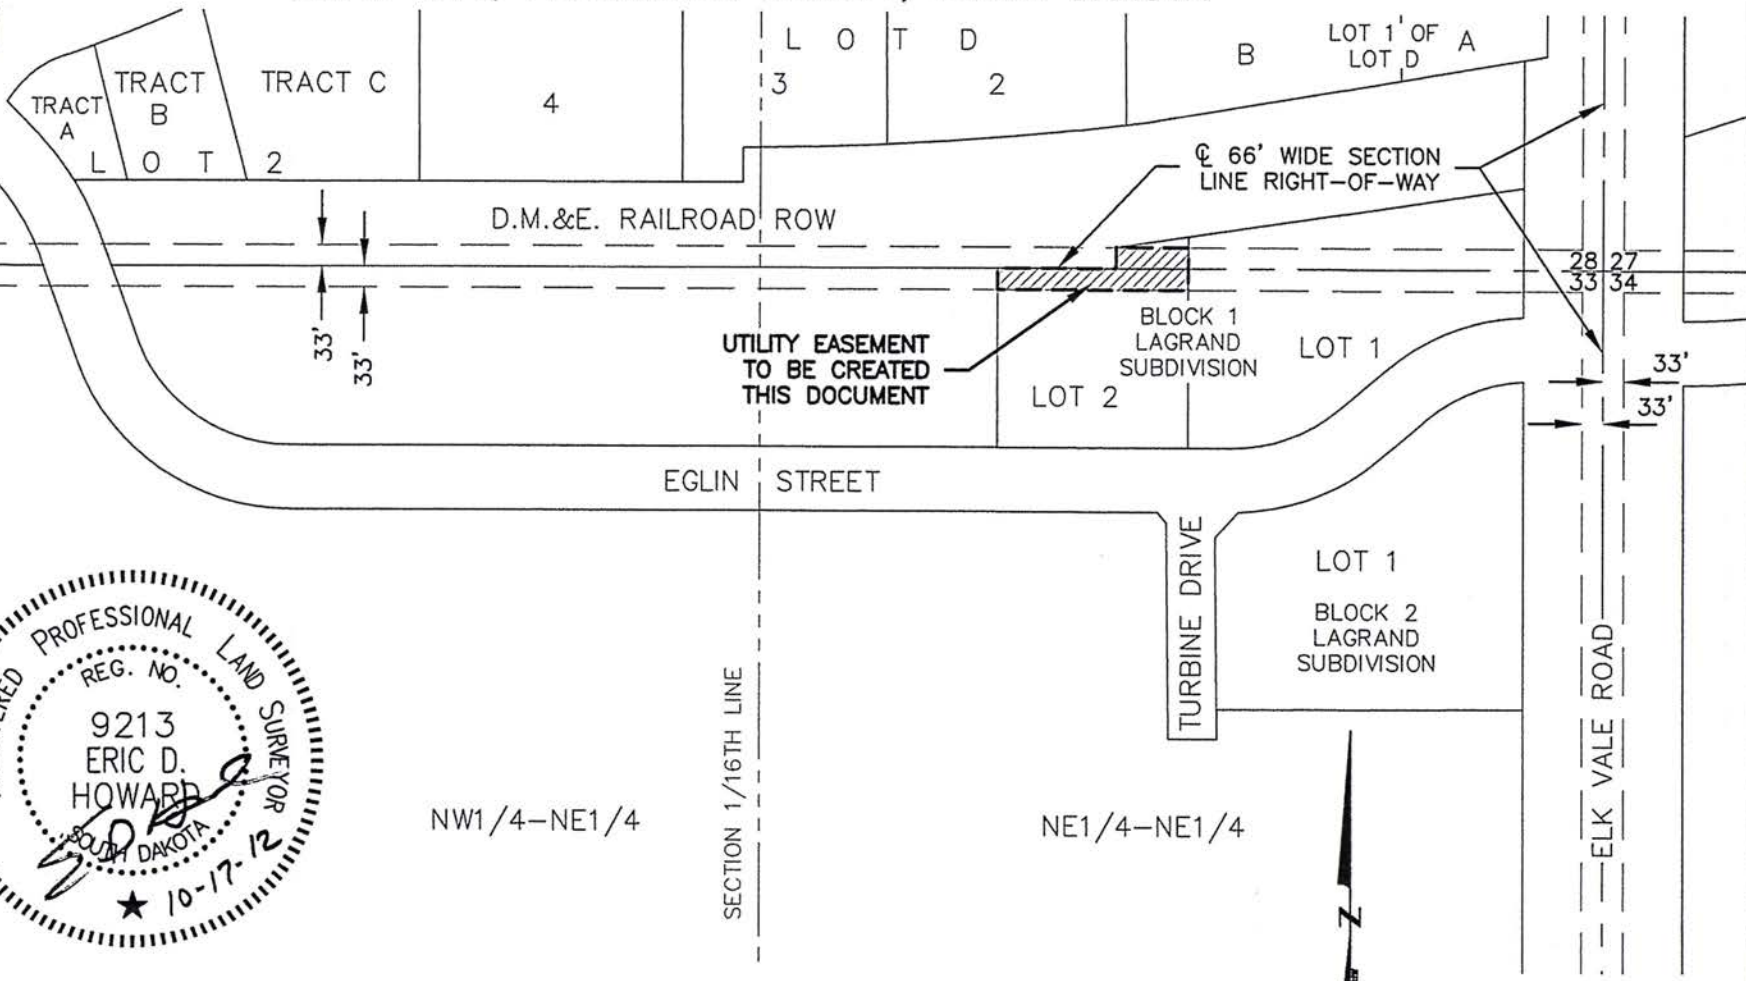 L O T D
LOT 1 OF
LOT D
A
B
3
2
TRACT
A
TRACT
B
TRACT C
4
L O T 2
℄ 66' WIDE SECTION
LINE RIGHT-OF-WAY
D.M.&E. RAILROAD ROW
28 27
33 34
33'
33'
UTILITY EASEMENT
TO BE CREATED
THIS DOCUMENT
BLOCK 1
LAGRAND
SUBDIVISION
LOT 1
LOT 2
33'
33'
EGLIN STREET
TURBINE DRIVE
LOT 1
BLOCK 2
LAGRAND
SUBDIVISION
ELK VALE ROAD
SECTION 1/16TH LINE
NW1/4-NE1/4
NE1/4-NE1/4
PROFESSIONAL LAND SURVEYOR
REG. NO.
9213
ERIC D.
HOWARD
SOUTH DAKOTA
10-17-12
N